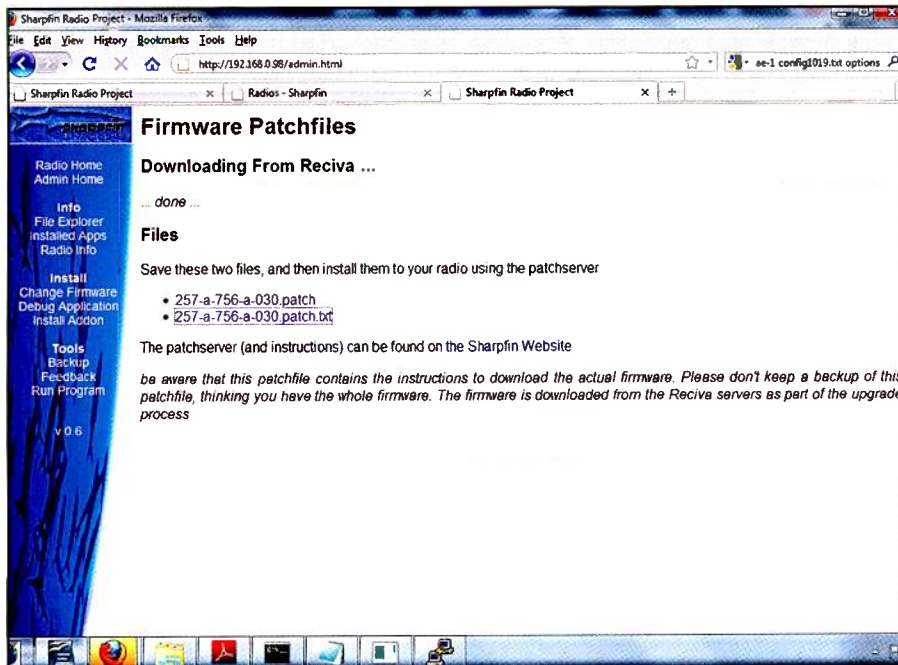 Sharpfin Radio Project - Mozilla Firefox
File Edit View History Bookmarks Tools Help
http://192.168.0.98/admin.html
ae-1 config1019.txt options
Sharpfin Radio Project
Radios - Sharpfin
Sharpfin Radio Project
SHARPFIN
Radio Home
Admin Home
Info
File Explorer
Installed Apps
Radio Info
Install
Change Firmware
Debug Application
Install Addon
Tools
Backup
Feedback
Run Program
v 0.6
Firmware Patchfiles
Downloading From Reciva ...
... done ...
Files
Save these two files, and then install them to your radio using the patchserver
• 257-a-756-a-030.patch
• 257-a-756-a-030.patch.txt
The patchserver (and instructions) can be found on the Sharpfin Website
be aware that this patchfile contains the instructions to download the actual firmware. Please don't keep a backup of this
patchfile, thinking you have the whole firmware. The firmware is downloaded from the Reciva servers as part of the upgrade
process